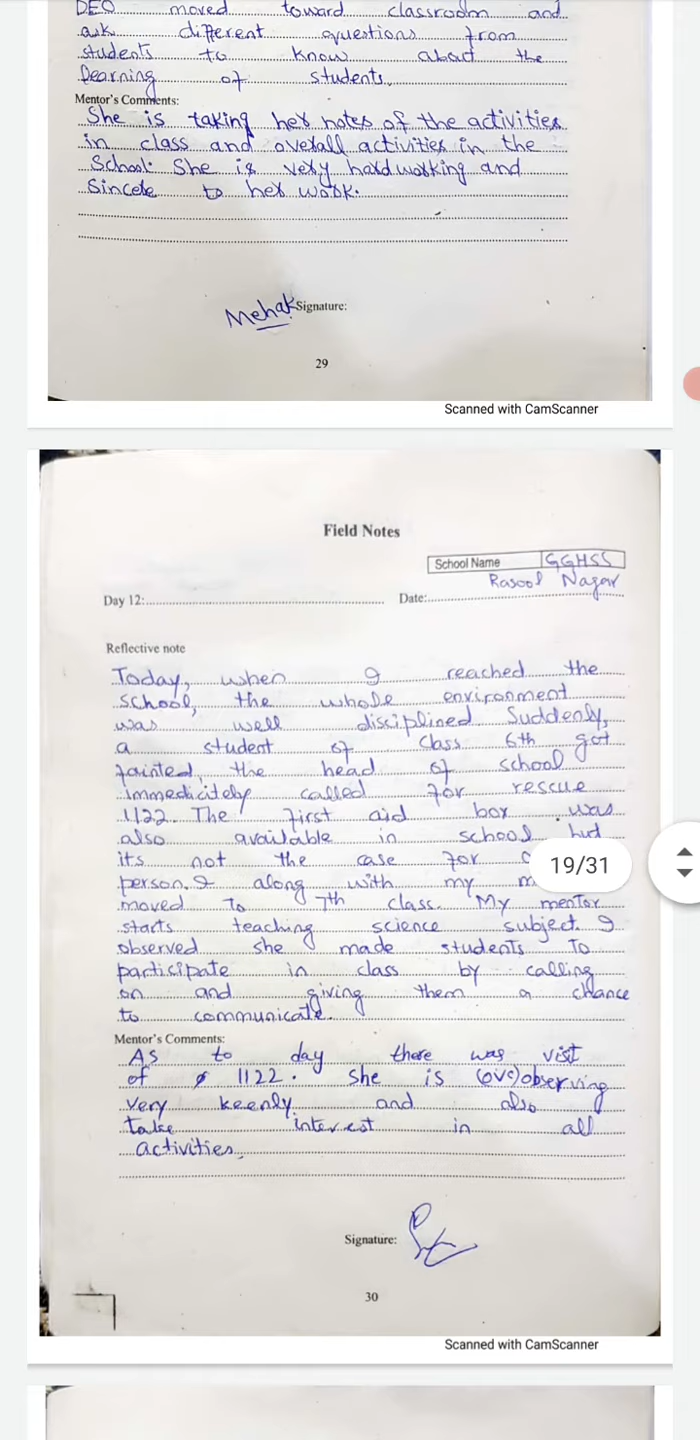 DEO moved toward classroom and
ask different questions from
students to know about the
learning of students.
Mentor's Comments:
She is taking her notes of the activities
in class and overall activities in the
School. She is very hardworking and
Sincere to her work.
Mehak Signature:
29
Scanned with CamScanner
Field Notes
School Name GGHSS
Rasool Nagar
Day 12: Date:
Reflective note
Today, when I reached the
school, the whole environment
was well disciplined. Suddenly,
a student of class 6th got
fainted, the head of school
immedicitely called for rescue
1122. The first aid box was
also available in school but
its not the case for
person. I along with my
moved to 7th class. My mentor
starts teaching science subject. I
observed she made students to
participate in class by calling
on and giving them a chance
to communicate.
19/31
Mentor's Comments:
As to day there was visit
of 1122. She is observing
very keenly and also
take interest in all
activities.
Signature:
30
Scanned with CamScanner